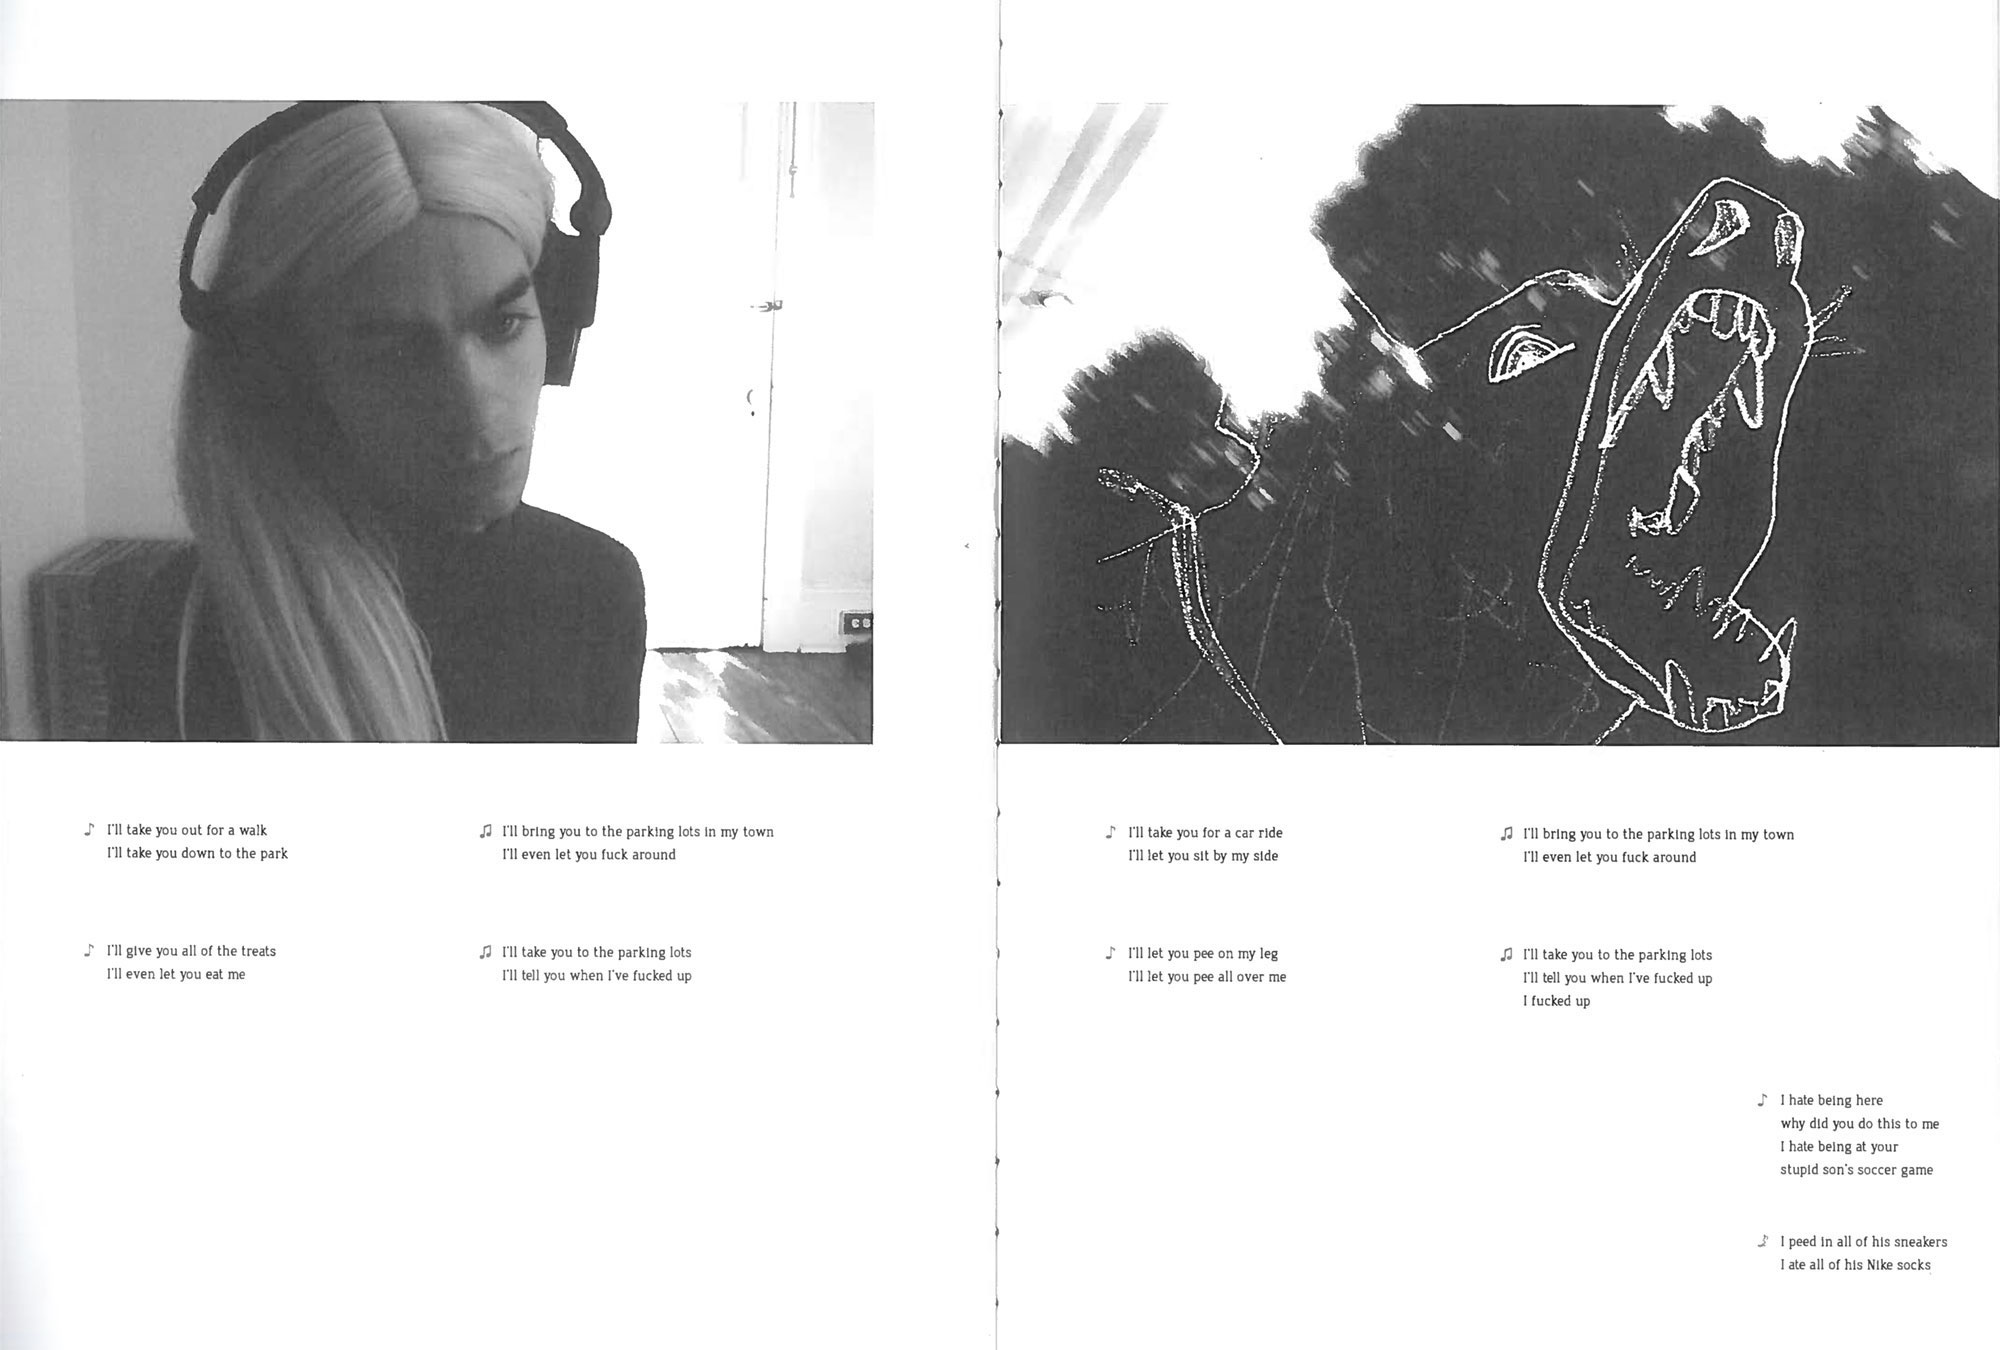 ♪ I'll take you out for a walk
I'll take you down to the park
♪ I'll give you all of the treats
I'll even let you eat me
♫ I'll bring you to the parking lots in my town
I'll even let you fuck around
♫ I'll take you to the parking lots
I'll tell you when I've fucked up
♪ I'll take you for a car ride
I'll let you sit by my side
♪ I'll let you pee on my leg
I'll let you pee all over me
♫ I'll bring you to the parking lots in my town
I'll even let you fuck around
♫ I'll take you to the parking lots
I'll tell you when I've fucked up
I fucked up
♪ I hate being here
why did you do this to me
I hate being at your
stupid son's soccer game
♪ I peed in all of his sneakers
I ate all of his Nike socks